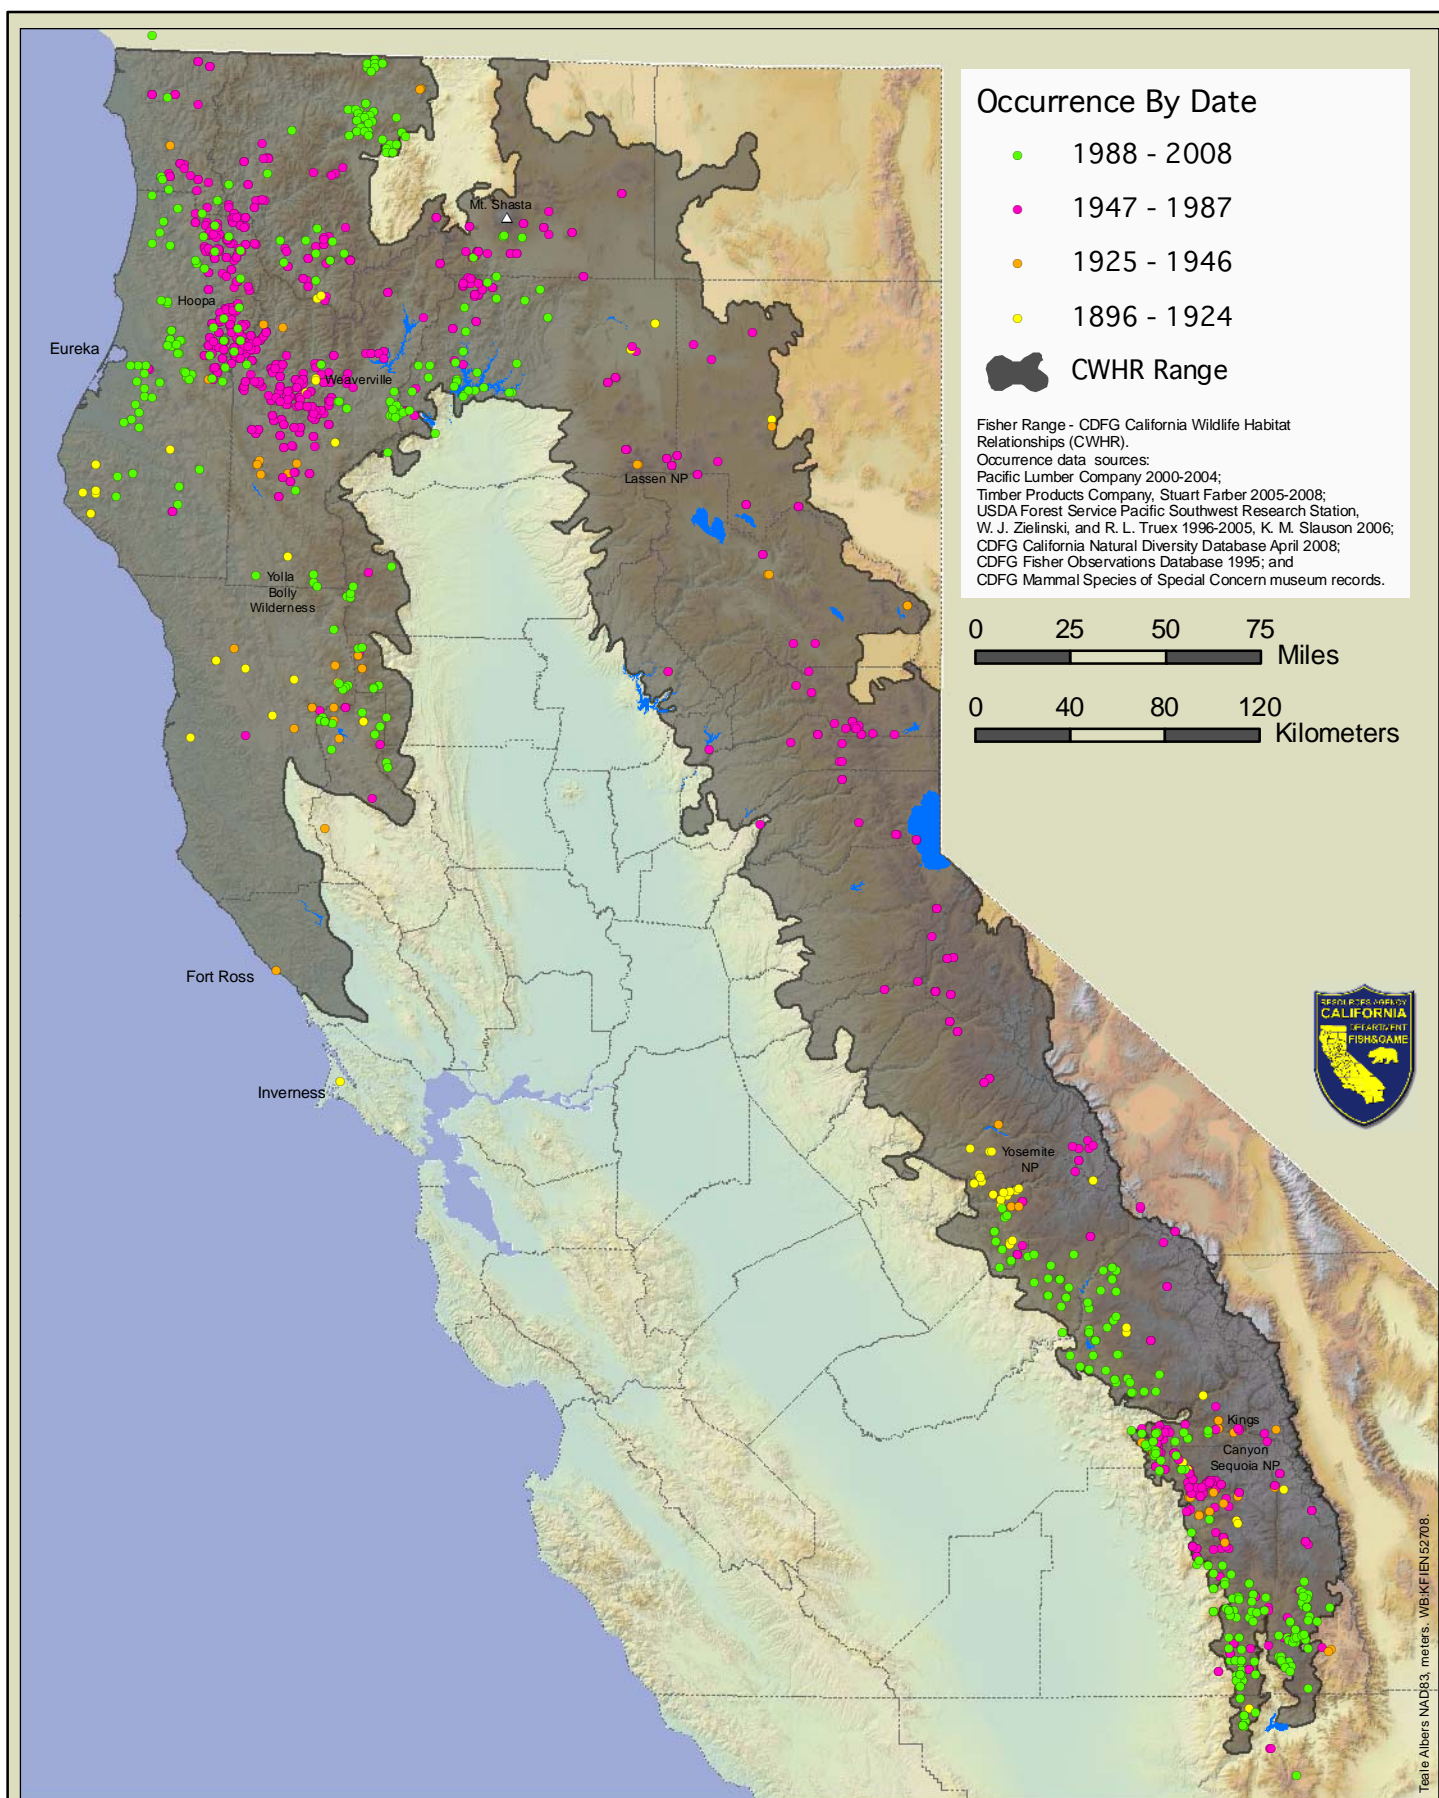 Occurrence By Date
1988 - 2008
1947 - 1987
1925 - 1946
1896 - 1924
CWHR Range
Fisher Range - CDFG California Wildlife Habitat
Relationships (CWHR).
Occurrence data sources:
Pacific Lumber Company 2000-2004;
Timber Products Company, Stuart Farber 2005-2008;
USDA Forest Service Pacific Southwest Research Station,
W. J. Zielinski, and R. L. Truex 1996-2005, K. M. Slauson 2006;
CDFG California Natural Diversity Database April 2008;
CDFG Fisher Observations Database 1995; and
CDFG Mammal Species of Special Concern museum records.
0 25 50 75
Miles
0 40 80 120
Kilometers
Mt. Shasta
Hoopa
Eureka
Weaverville
Lassen NP
Yolla
Bolly
Wilderness
Fort Ross
Inverness
Yosemite
NP
Kings
Canyon
Sequoia NP
RESOURCES AGENCY
CALIFORNIA
DEPARTMENT
FISH&GAME
Teale Albers NAD83, meters. WB:KFIEN52708.